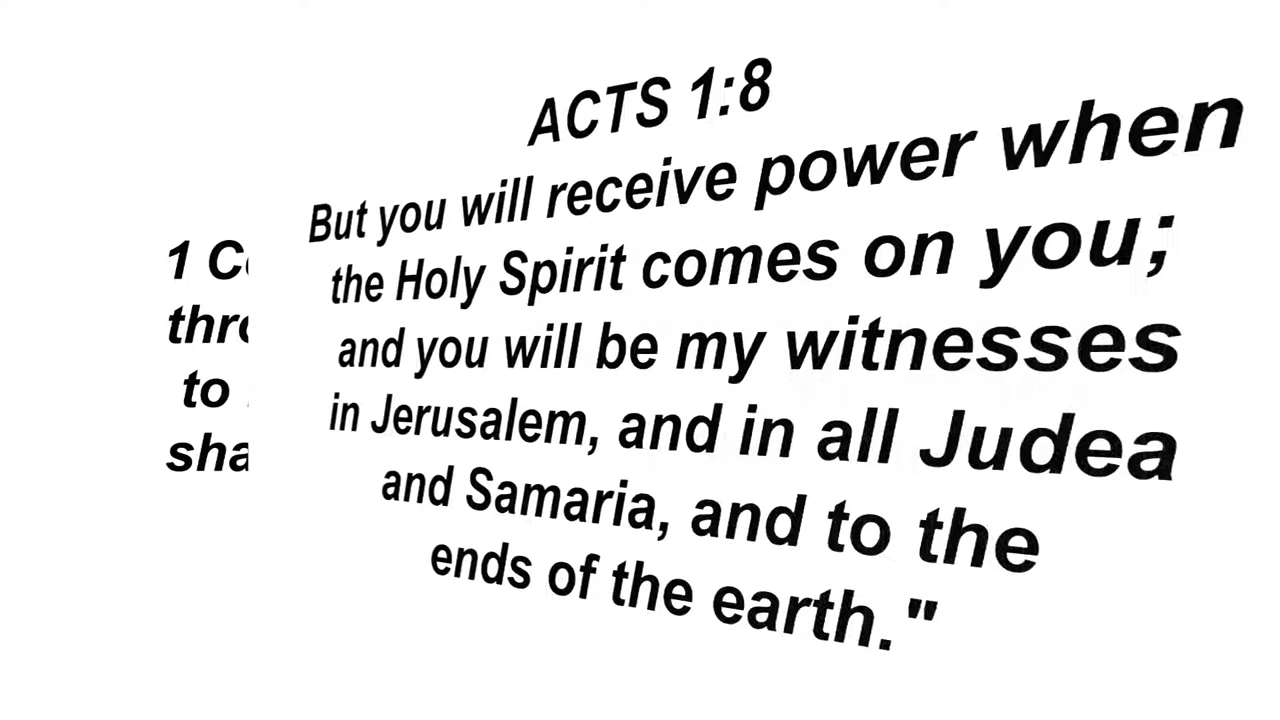 ACTS 1:8
But you will receive power when
the Holy Spirit comes on you;
and you will be my witnesses
in Jerusalem, and in all Judea
and Samaria, and to the
ends of the earth."
1
to